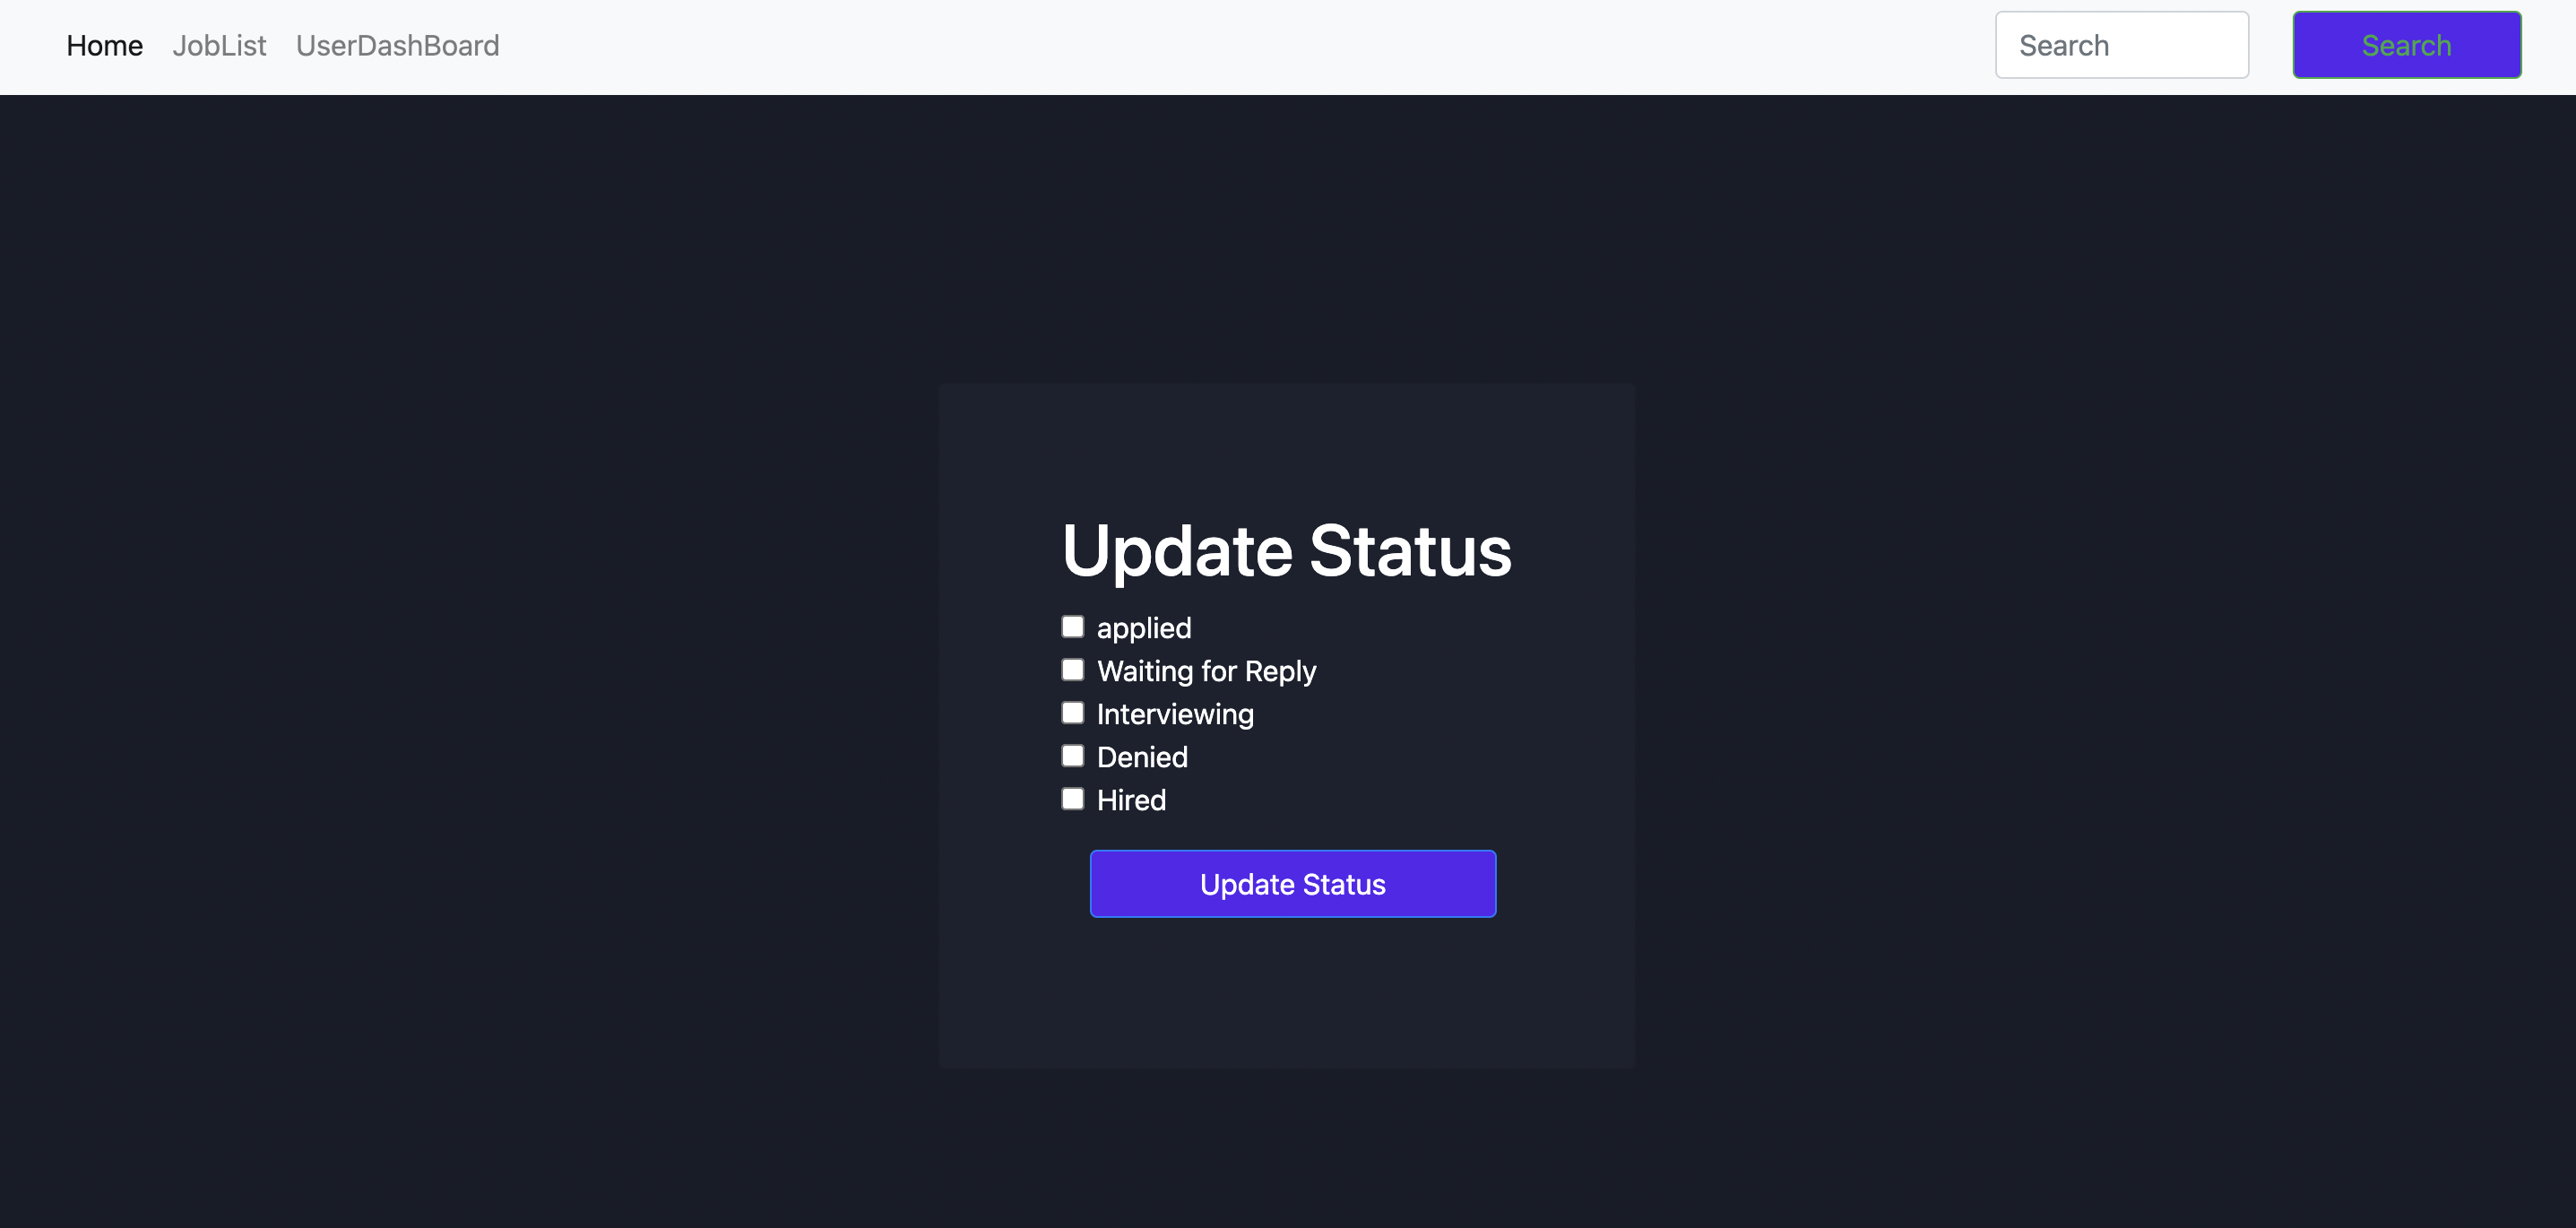 Home JobList UserDashBoard Search Search
Update Status
applied
Waiting for Reply
Interviewing
Denied
Hired
Update Status